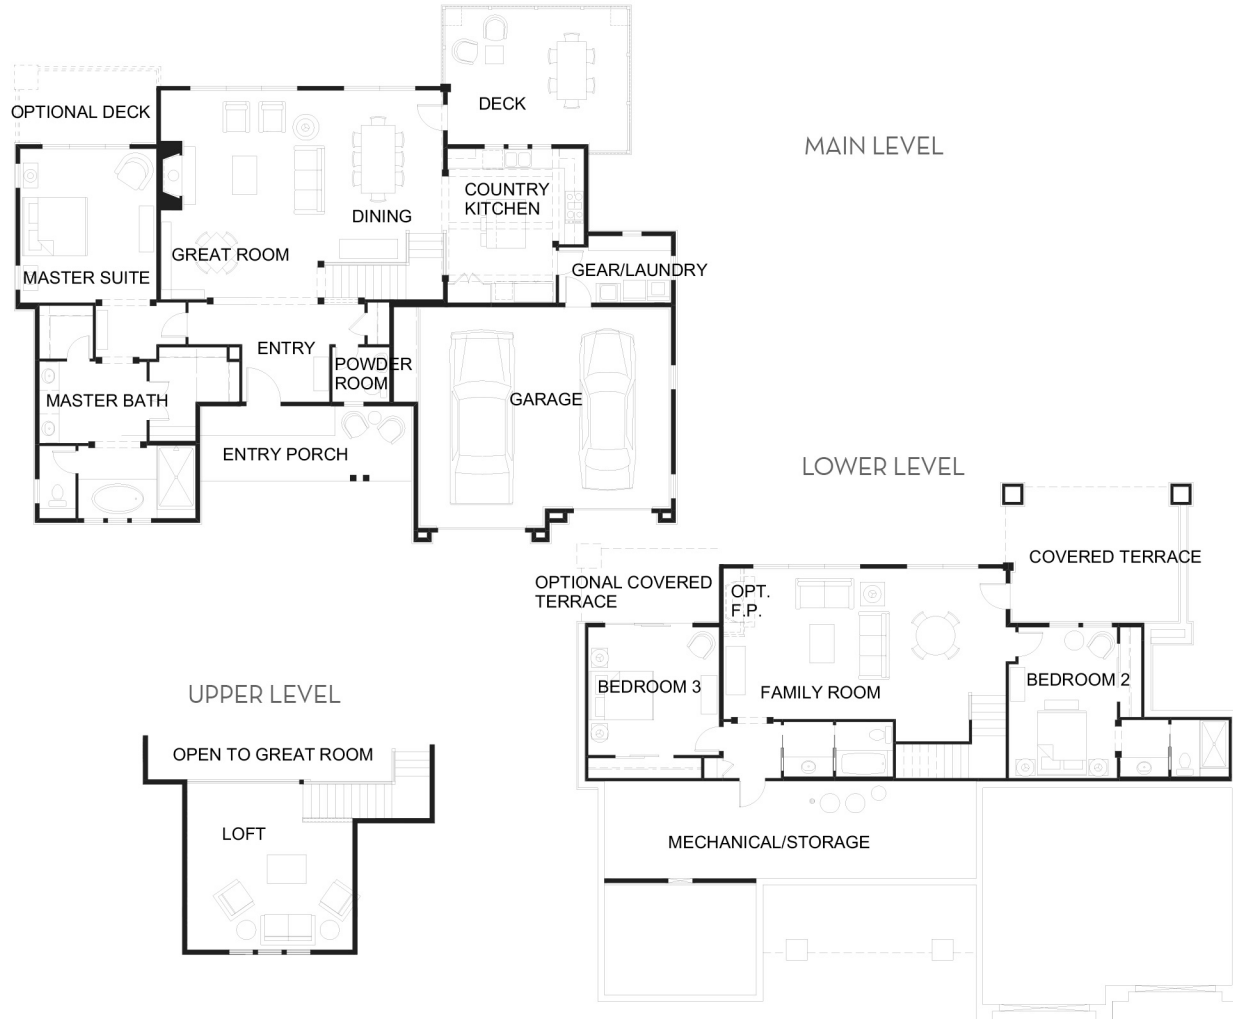 MAIN LEVEL
OPTIONAL DECK
DECK
COUNTRY
KITCHEN
DINING
GREAT ROOM
MASTER SUITE
GEAR/LAUNDRY
ENTRY
POWDER
ROOM
MASTER BATH
GARAGE
ENTRY PORCH
LOWER LEVEL
COVERED TERRACE
OPTIONAL COVERED
TERRACE
OPT.
F.P.
BEDROOM 3
FAMILY ROOM
BEDROOM 2
MECHANICAL/STORAGE
UPPER LEVEL
OPEN TO GREAT ROOM
LOFT